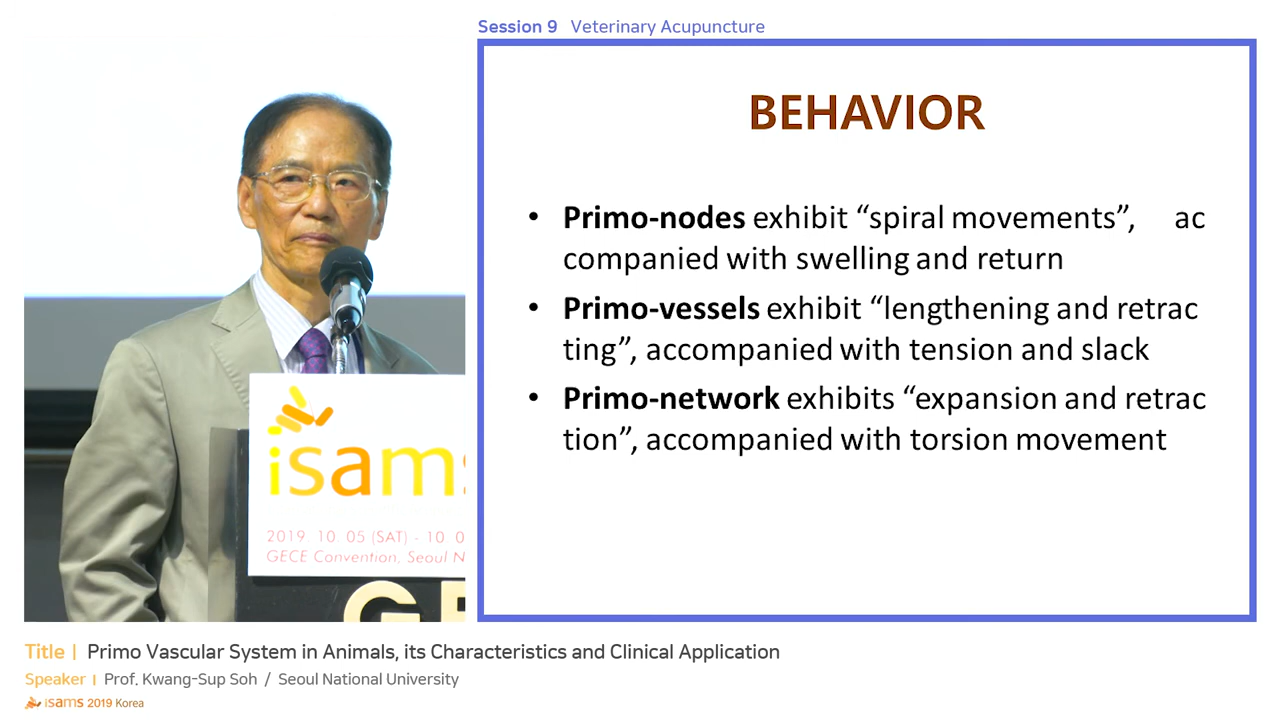 Session 9 Veterinary Acupuncture
BEHAVIOR
• Primo-nodes exhibit “spiral movements”, ac
companied with swelling and return
• Primo-vessels exhibit “lengthening and retrac
ting”, accompanied with tension and slack
• Primo-network exhibits “expansion and retrac
tion”, accompanied with torsion movement
isams
2019. 10. 05 (SAT) - 10. 0
GECE Convention, Seoul N
G
Title | Primo Vascular System in Animals, its Characteristics and Clinical Application
Speaker | Prof. Kwang-Sup Soh / Seoul National University
isams 2019 Korea